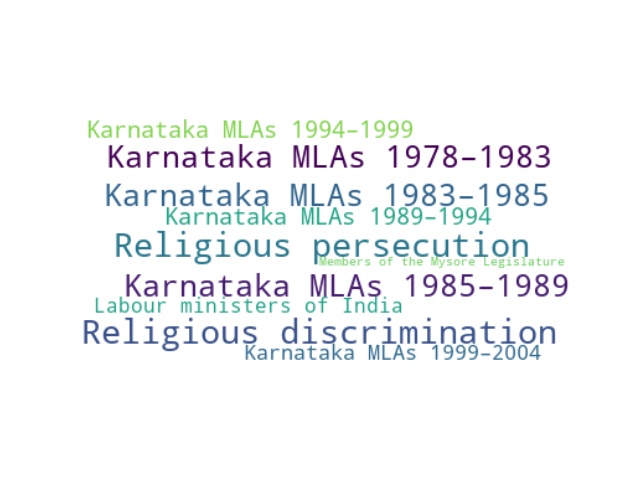 Karnataka MLAs 1994–1999
Karnataka MLAs 1978–1983
Karnataka MLAs 1983–1985
Karnataka MLAs 1989–1994
Religious persecution
Members of the Mysore Legislature
Karnataka MLAs 1985–1989
Labour ministers of India
Religious discrimination
Karnataka MLAs 1999–2004